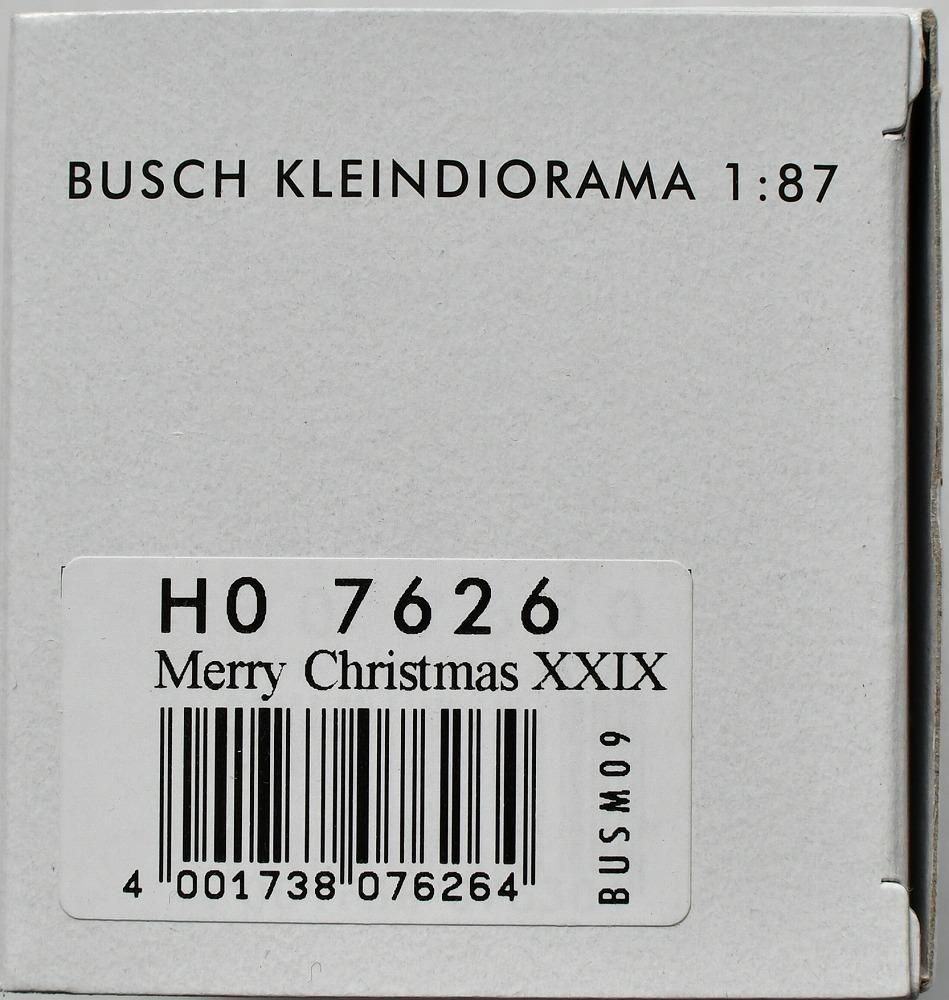 BUSCH KLEINDIORAMA 1:87
H0 7626
Merry Christmas XXIX
4 001738 076264
BUSM09